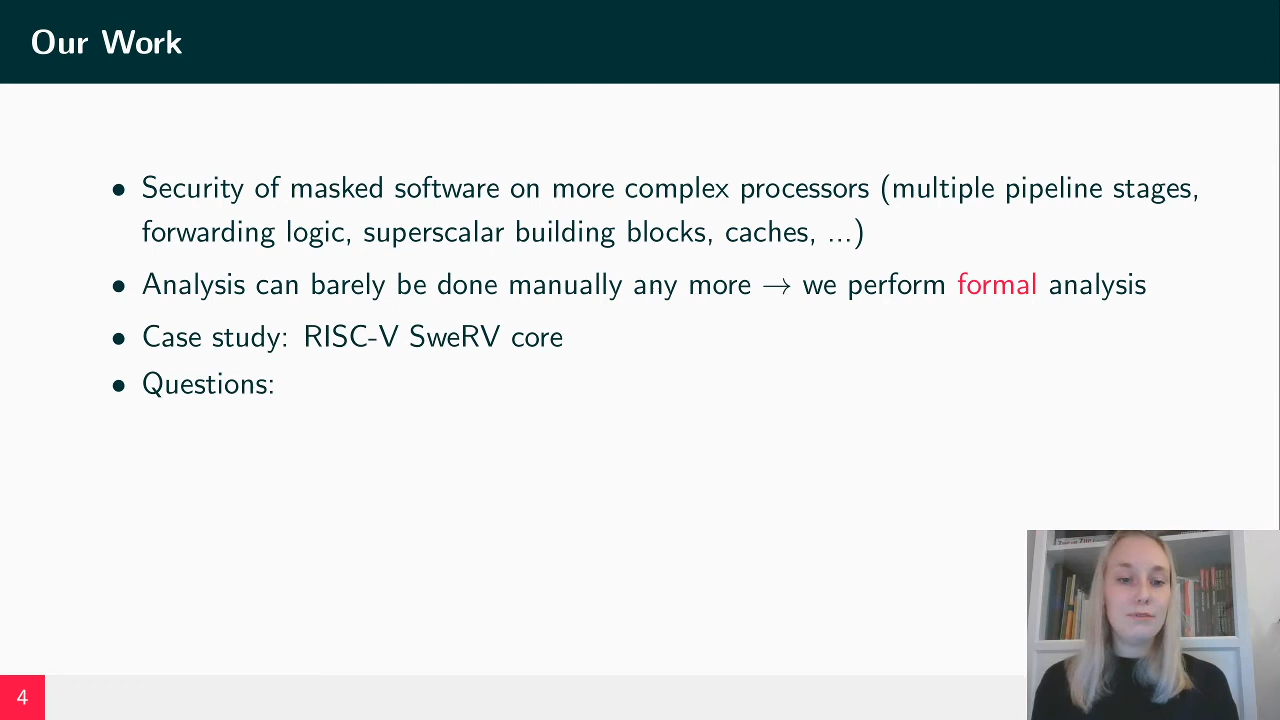 Our Work
• Security of masked software on more complex processors (multiple pipeline stages,
forwarding logic, superscalar building blocks, caches, ...)
• Analysis can barely be done manually any more → we perform formal analysis
• Case study: RISC-V SweRV core
• Questions:
4